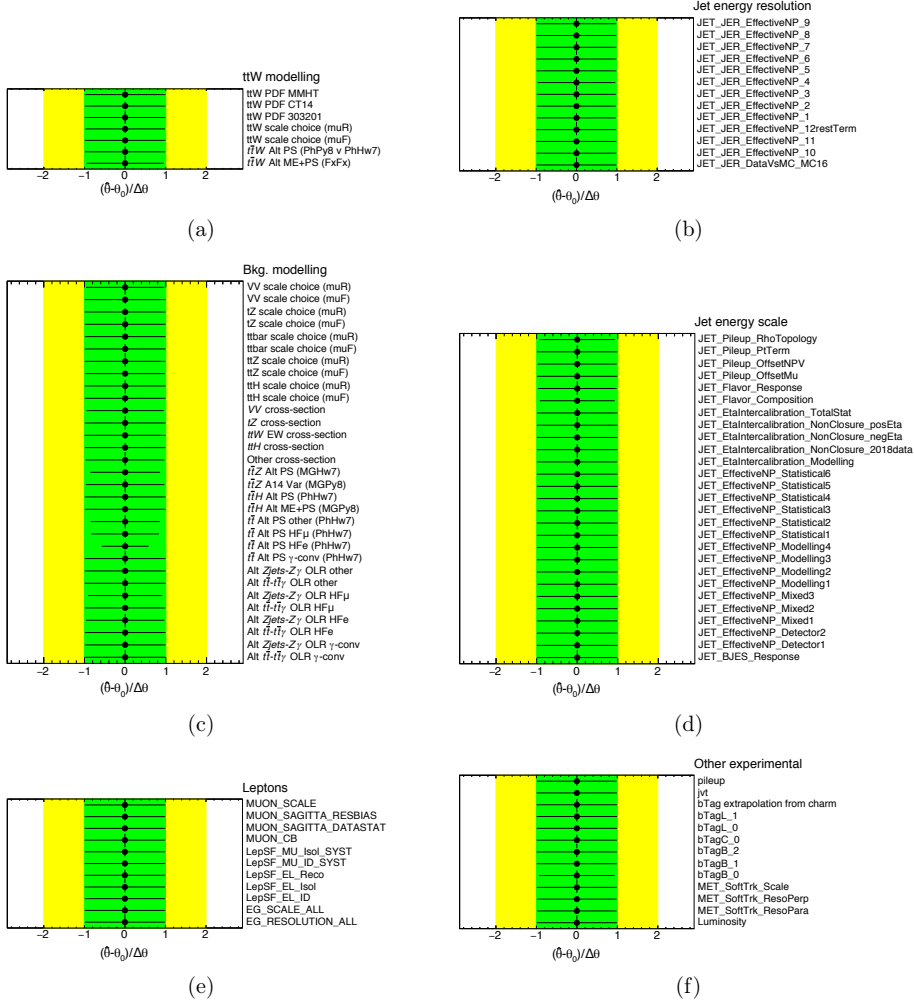 ttW modelling
ttW PDF MMHT
ttW PDF CT14
ttW PDF 303201
ttW scale choice (muR)
ttW scale choice (muF)
tt̄W Alt PS (PhPy8 v PhHw7)
tt̄W Alt ME+PS (FxFx)
−2 −1 0 1 2
(θ̂-θ₀)/Δθ
(a)
Jet energy resolution
JET_JER_EffectiveNP_9
JET_JER_EffectiveNP_8
JET_JER_EffectiveNP_7
JET_JER_EffectiveNP_6
JET_JER_EffectiveNP_5
JET_JER_EffectiveNP_4
JET_JER_EffectiveNP_3
JET_JER_EffectiveNP_2
JET_JER_EffectiveNP_1
JET_JER_EffectiveNP_12restTerm
JET_JER_EffectiveNP_11
JET_JER_EffectiveNP_10
JET_JER_DataVsMC_MC16
−2 −1 0 1 2
(θ̂-θ₀)/Δθ
(b)
Bkg. modelling
VV scale choice (muR)
VV scale choice (muF)
tZ scale choice (muR)
tZ scale choice (muF)
ttbar scale choice (muR)
ttbar scale choice (muF)
ttZ scale choice (muR)
ttZ scale choice (muF)
ttH scale choice (muR)
ttH scale choice (muF)
VV cross-section
tZ cross-section
ttW EW cross-section
ttH cross-section
Other cross-section
tt̄Z Alt PS (MGHw7)
tt̄Z A14 Var (MGPy8)
tt̄H Alt PS (PhHw7)
tt̄H Alt ME+PS (MGPy8)
tt̄ Alt PS other (PhHw7)
tt̄ Alt PS HFμ (PhHw7)
tt̄ Alt PS HFe (PhHw7)
tt̄ Alt PS γ-conv (PhHw7)
Alt Zjets-Zγ OLR other
Alt tt̄-tt̄γ OLR other
Alt Zjets-Zγ OLR HFμ
Alt tt̄-tt̄γ OLR HFμ
Alt Zjets-Zγ OLR HFe
Alt tt̄-tt̄γ OLR HFe
Alt Zjets-Zγ OLR γ-conv
Alt tt̄-tt̄γ OLR γ-conv
−2 −1 0 1 2
(θ̂-θ₀)/Δθ
(c)
Jet energy scale
JET_Pileup_RhoTopology
JET_Pileup_PtTerm
JET_Pileup_OffsetNPV
JET_Pileup_OffsetMu
JET_Flavor_Response
JET_Flavor_Composition
JET_EtaIntercalibration_TotalStat
JET_EtaIntercalibration_NonClosure_posEta
JET_EtaIntercalibration_NonClosure_negEta
JET_EtaIntercalibration_NonClosure_2018data
JET_EtaIntercalibration_Modelling
JET_EffectiveNP_Statistical6
JET_EffectiveNP_Statistical5
JET_EffectiveNP_Statistical4
JET_EffectiveNP_Statistical3
JET_EffectiveNP_Statistical2
JET_EffectiveNP_Statistical1
JET_EffectiveNP_Modelling4
JET_EffectiveNP_Modelling3
JET_EffectiveNP_Modelling2
JET_EffectiveNP_Modelling1
JET_EffectiveNP_Mixed3
JET_EffectiveNP_Mixed2
JET_EffectiveNP_Mixed1
JET_EffectiveNP_Detector2
JET_EffectiveNP_Detector1
JET_BJES_Response
−2 −1 0 1 2
(θ̂-θ₀)/Δθ
(d)
Leptons
MUON_SCALE
MUON_SAGITTA_RESBIAS
MUON_SAGITTA_DATASTAT
MUON_CB
LepSF_MU_Isol_SYST
LepSF_MU_ID_SYST
LepSF_EL_Reco
LepSF_EL_Isol
LepSF_EL_ID
EG_SCALE_ALL
EG_RESOLUTION_ALL
−2 −1 0 1 2
(θ̂-θ₀)/Δθ
(e)
Other experimental
pileup
jvt
bTag extrapolation from charm
bTagL_1
bTagL_0
bTagC_0
bTagB_2
bTagB_1
bTagB_0
MET_SoftTrk_Scale
MET_SoftTrk_ResoPerp
MET_SoftTrk_ResoPara
Luminosity
−2 −1 0 1 2
(θ̂-θ₀)/Δθ
(f)